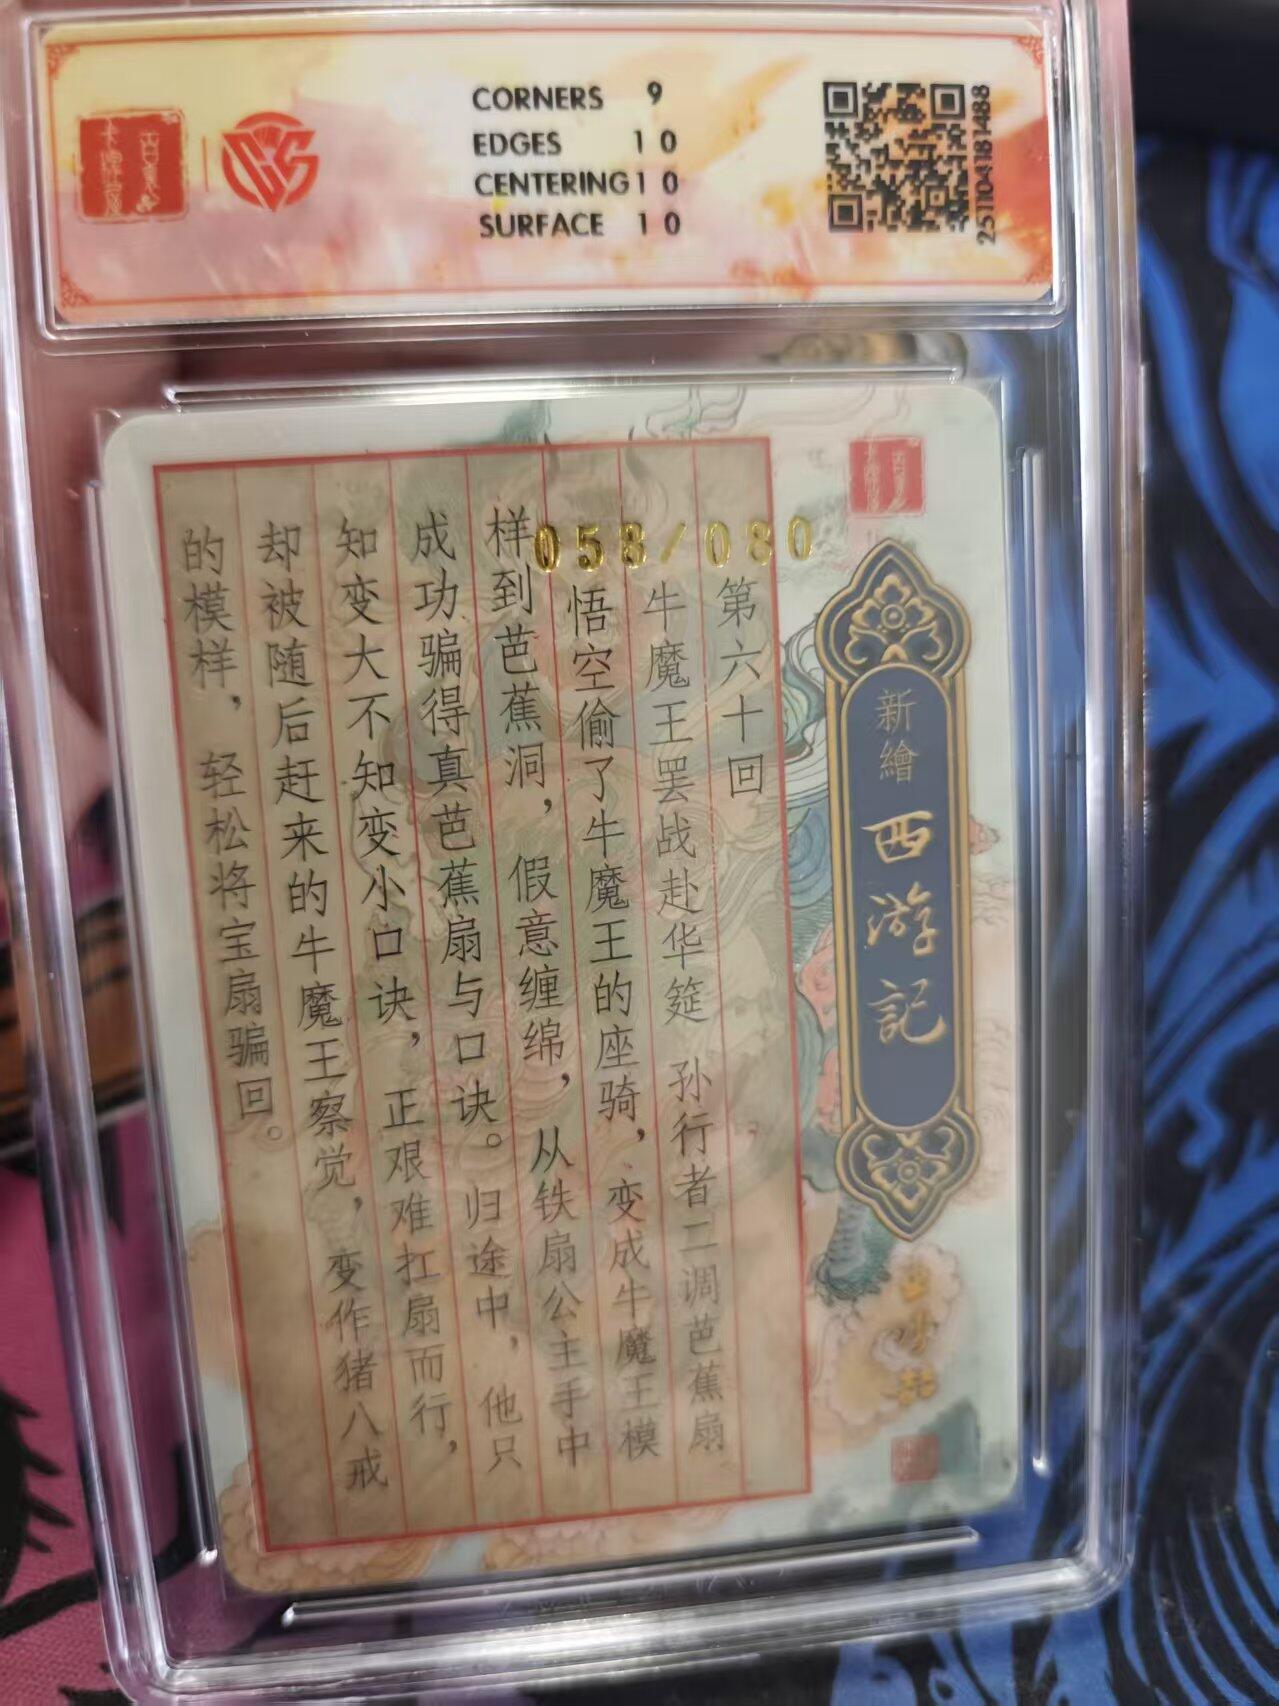 CORNERS 9
EDGES 10
CENTERING 10
SURFACE 10
251104181488
058/080
新繪西游記
第六十回
牛魔王罢战赴华筵 孙行者二调芭蕉扇
悟空偷了牛魔王的座骑，变成牛魔王模
样到芭蕉洞，假意缠绵，从铁扇公主手中
成功骗得真芭蕉扇与口诀。归途中，他只
知变大不知变小口诀，正艰难扛扇而行，
却被随后赶来的牛魔王察觉，变作猪八戒
的模样，轻松将宝扇骗回。